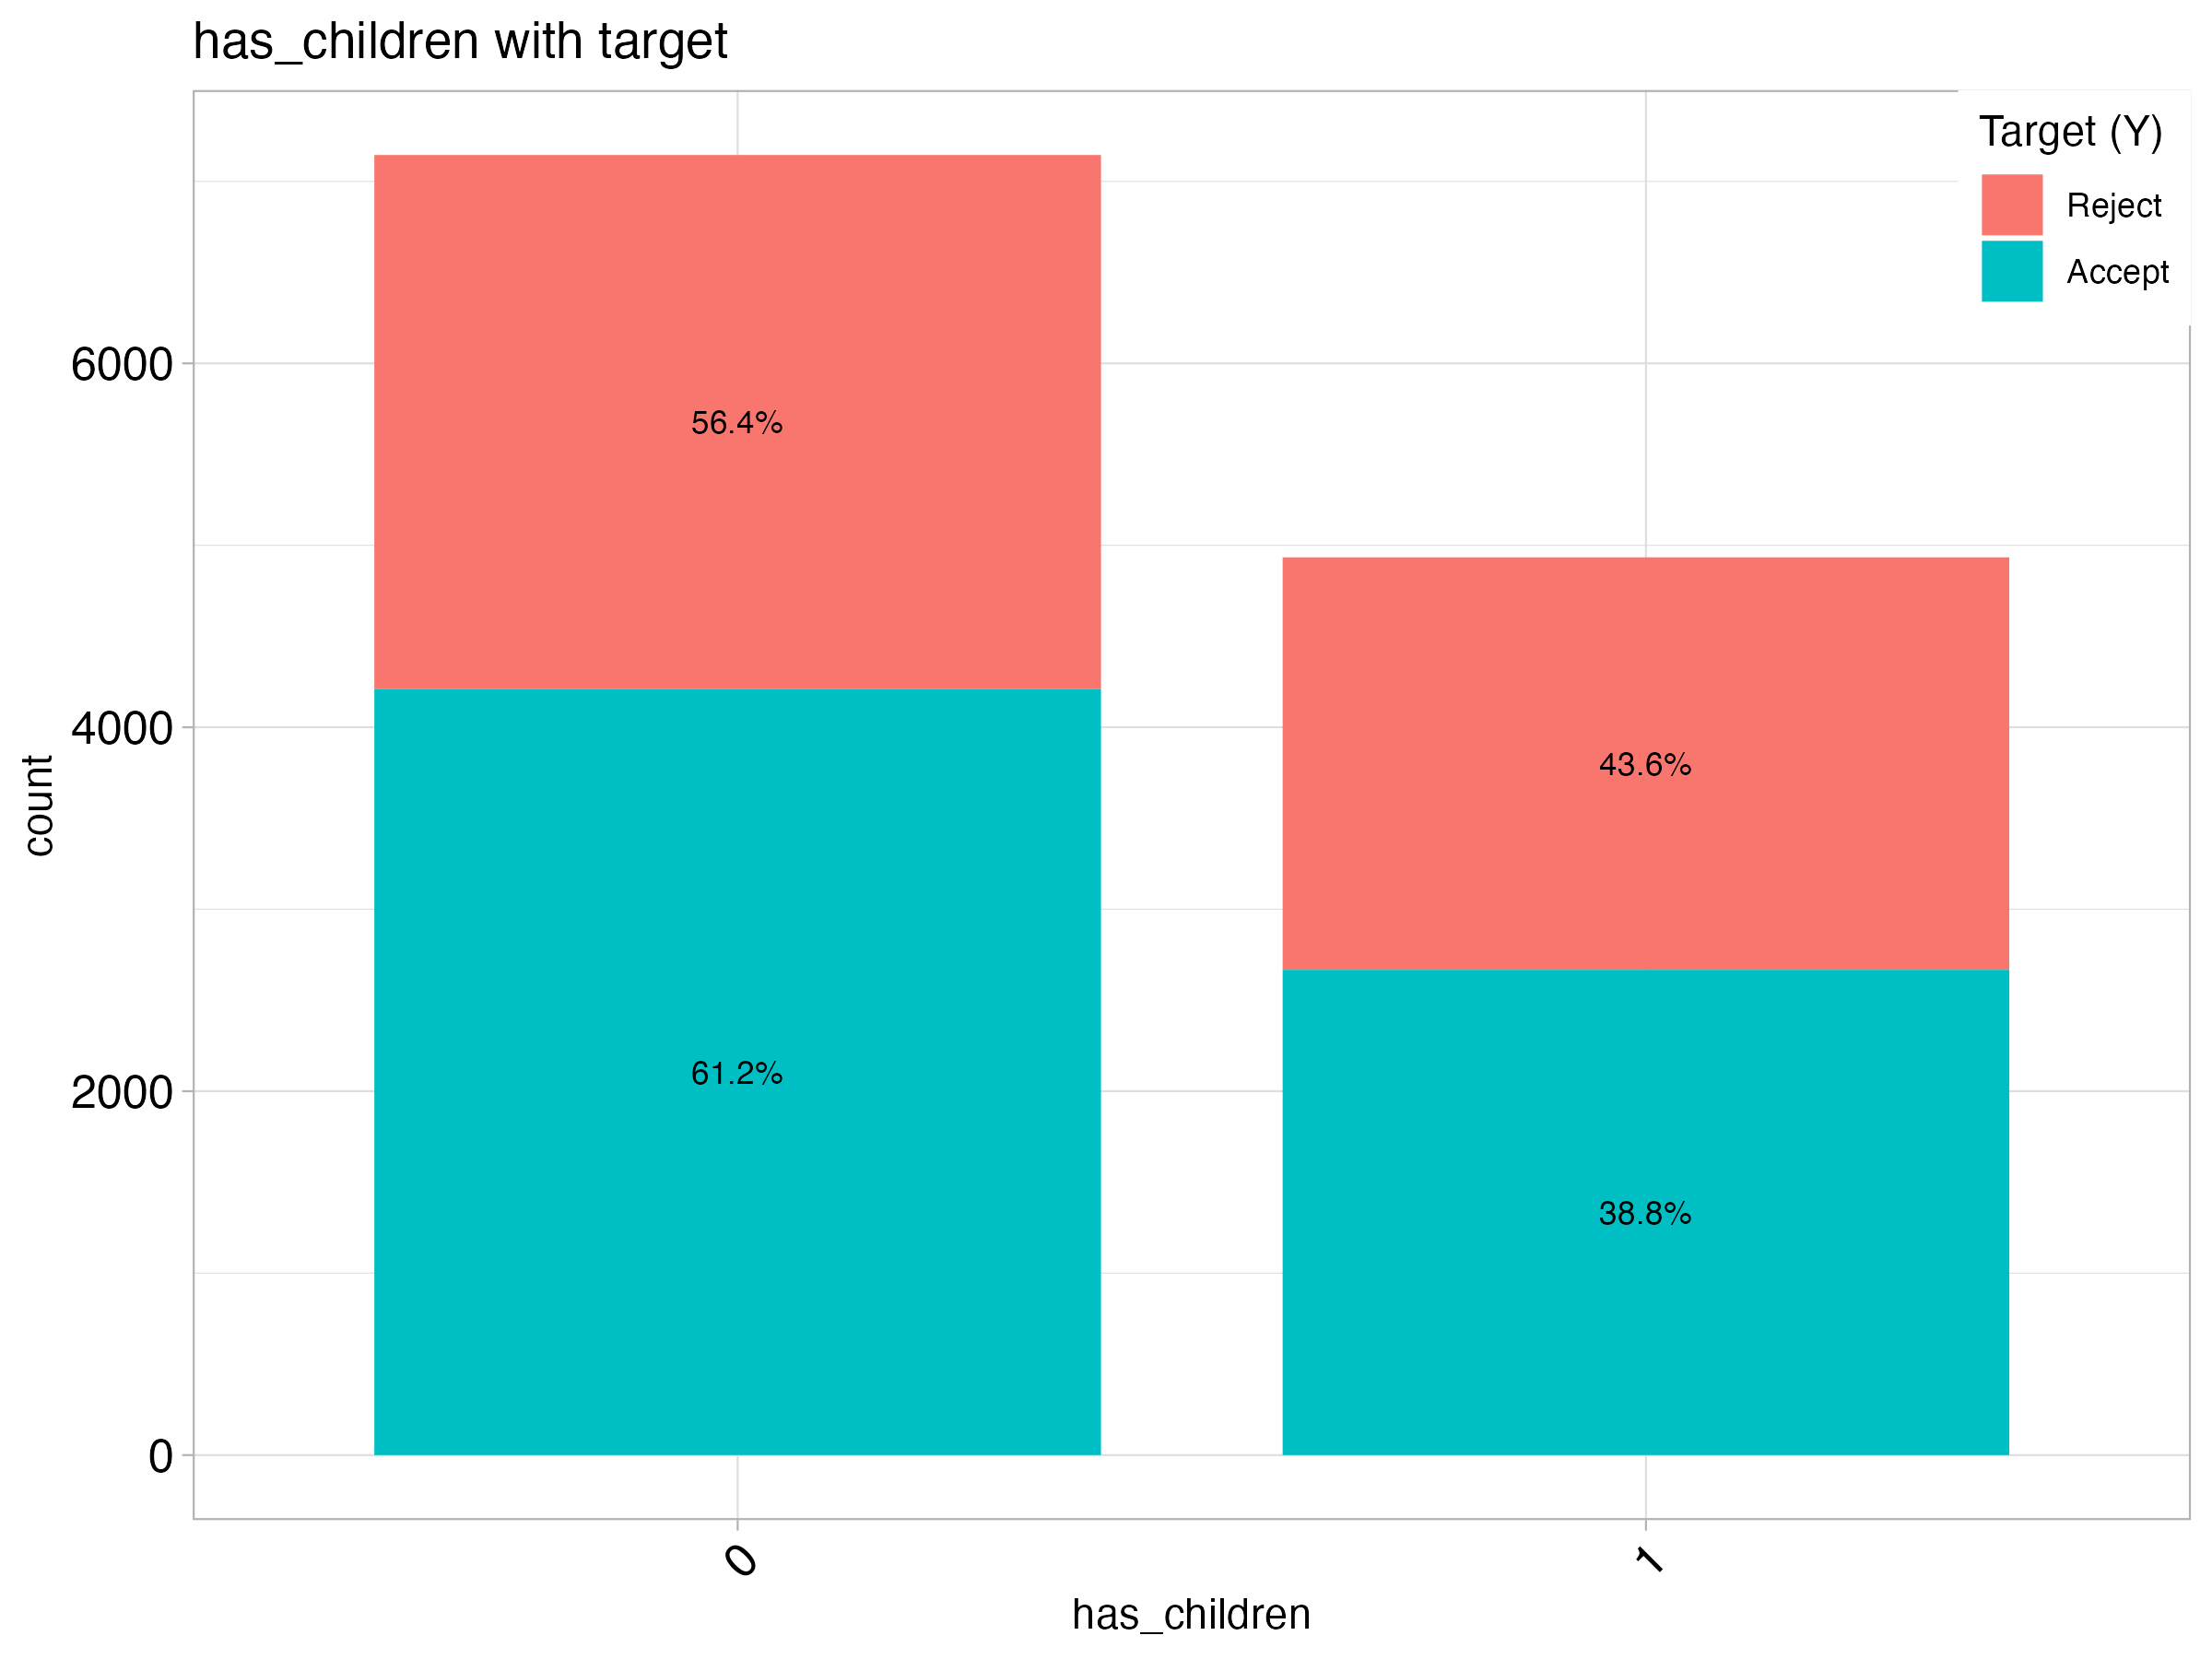 has_children with target
Target (Y)
Reject
Accept
6000
4000
2000
0
count
56.4%
61.2%
43.6%
38.8%
0
1
has_children